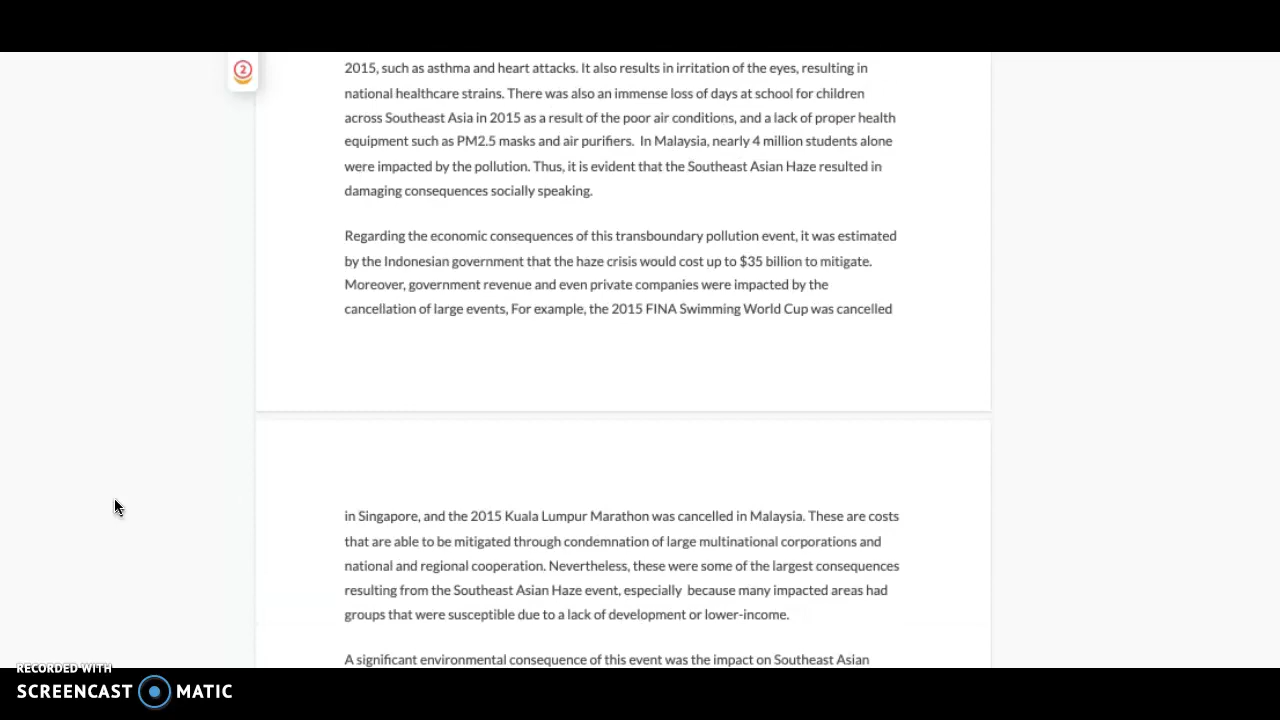 2
2015, such as asthma and heart attacks. It also results in irritation of the eyes, resulting in
national healthcare strains. There was also an immense loss of days at school for children
across Southeast Asia in 2015 as a result of the poor air conditions, and a lack of proper health
equipment such as PM2.5 masks and air purifiers.  In Malaysia, nearly 4 million students alone
were impacted by the pollution. Thus, it is evident that the Southeast Asian Haze resulted in
damaging consequences socially speaking.
Regarding the economic consequences of this transboundary pollution event, it was estimated
by the Indonesian government that the haze crisis would cost up to $35 billion to mitigate.
Moreover, government revenue and even private companies were impacted by the
cancellation of large events, For example, the 2015 FINA Swimming World Cup was cancelled
in Singapore, and the 2015 Kuala Lumpur Marathon was cancelled in Malaysia. These are costs
that are able to be mitigated through condemnation of large multinational corporations and
national and regional cooperation. Nevertheless, these were some of the largest consequences
resulting from the Southeast Asian Haze event, especially  because many impacted areas had
groups that were susceptible due to a lack of development or lower-income.
A significant environmental consequence of this event was the impact on Southeast Asian
RECORDED WITH
SCREENCAST MATIC